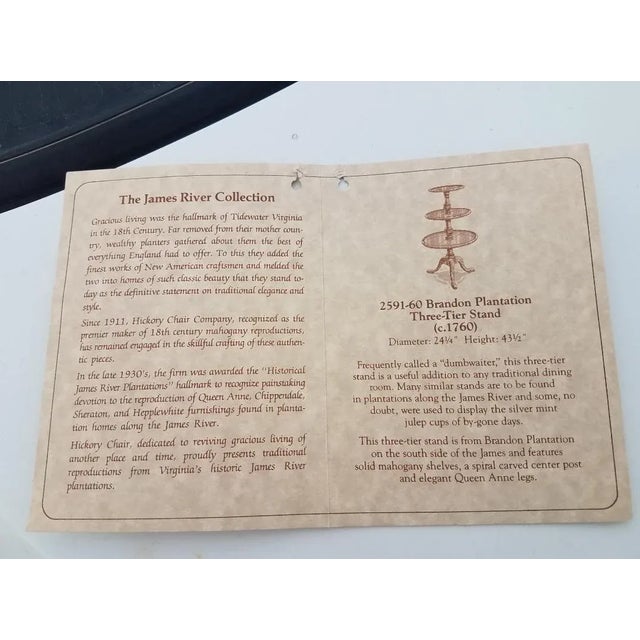 The James River Collection
Gracious living was the hallmark of Tidewater Virginia
in the 18th Century. Far removed from their mother coun-
try, wealthy planters gathered about them the best of
everything England had to offer. To this they added the
finest works of New American craftsmen and melded the
two into homes of such classic beauty that they stand to-
day as the definitive statement on traditional elegance and
style.
Since 1911, Hickory Chair Company, recognized as the
premier maker of 18th century mahogany reproductions,
has remained engaged in the skillful crafting of these authen-
tic pieces.
In the late 1930's, the firm was awarded the "Historical
James River Plantations" hallmark to recognize painstaking
devotion to the reproduction of Queen Anne, Chippendale,
Sheraton, and Hepplewhite furnishings found in planta-
tion homes along the James River.
Hickory Chair, dedicated to reviving gracious living of
another place and time, proudly presents traditional
reproductions from Virginia's historic James River
plantations.
2591-60 Brandon Plantation
Three-Tier Stand
(c.1760)
Diameter: 24¼" Height: 43½"
Frequently called a "dumbwaiter," this three-tier
stand is a useful addition to any traditional dining
room. Many similar stands are to be found
in plantations along the James River and some, no
doubt, were used to display the silver mint
julep cups of by-gone days.
This three-tier stand is from Brandon Plantation
on the south side of the James and features
solid mahogany shelves, a spiral carved center post
and elegant Queen Anne legs.